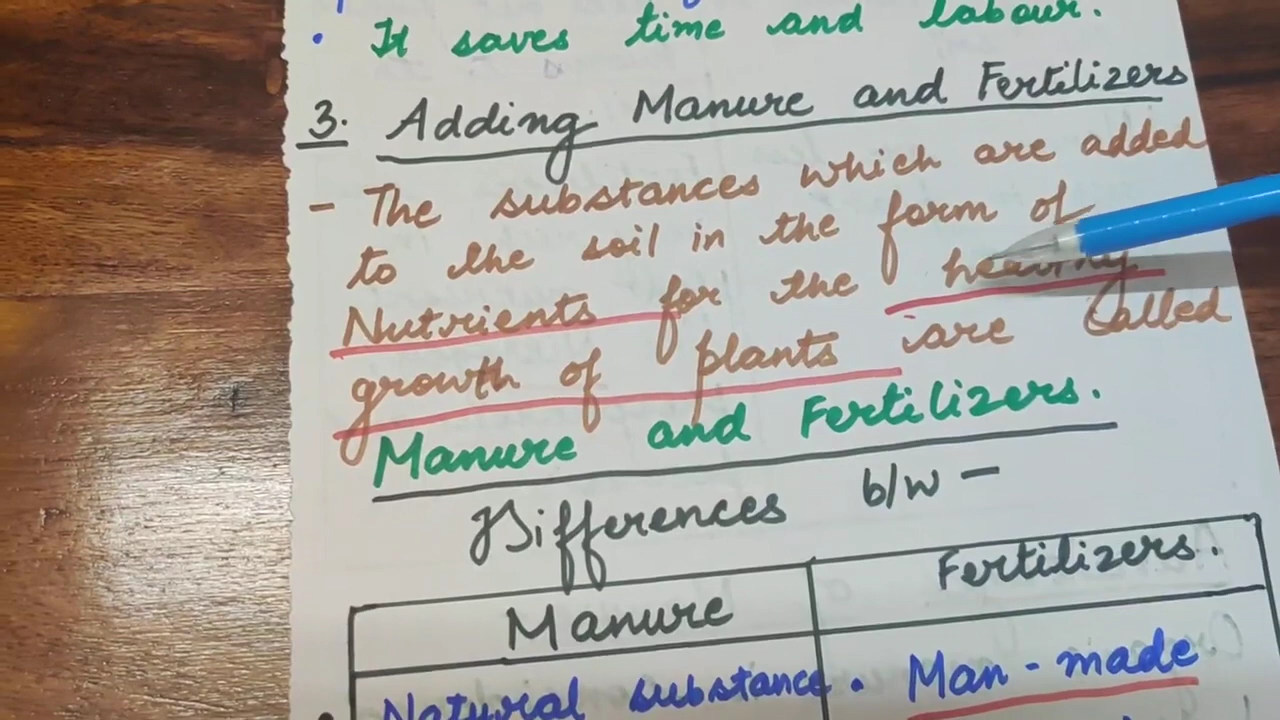 • It saves time and labour.
3. Adding Manure and Fertilizers
- The substances which are added
to the soil in the form of
Nutrients for the healthy
growth of plants are called
Manure and Fertilizers.
Differences b/w -
Manure Fertilizers.
Natural substance. • Man-made